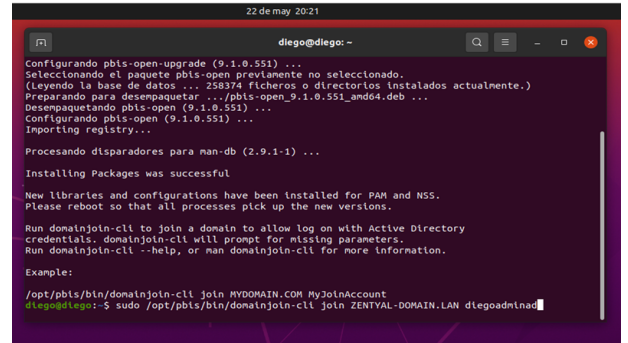 22 de may 20:21
diego@diego: ~
Configurando pbis-open-upgrade (9.1.0.551) ...
Seleccionando el paquete pbis-open previamente no seleccionado.
(Leyendo la base de datos ... 258374 ficheros o directorios instalados actualmente.)
Preparando para desempaquetar .../pbis-open_9.1.0.551_amd64.deb ...
Desempaquetando pbis-open (9.1.0.551) ...
Configurando pbis-open (9.1.0.551) ...
Importing registry...
Procesando disparadores para man-db (2.9.1-1) ...
Installing Packages was successful
New libraries and configurations have been installed for PAM and NSS.
Please reboot so that all processes pick up the new versions.
Run domainjoin-cli to join a domain to allow log on with Active Directory
credentials. domainjoin-cli will prompt for missing parameters.
Run domainjoin-cli --help, or man domainjoin-cli for more information.
Example:
/opt/pbis/bin/domainjoin-cli join MYDOMAIN.COM MyJoinAccount
diego@diego:~$ sudo /opt/pbis/bin/domainjoin-cli join ZENTYAL-DOMAIN.LAN diegoadminad